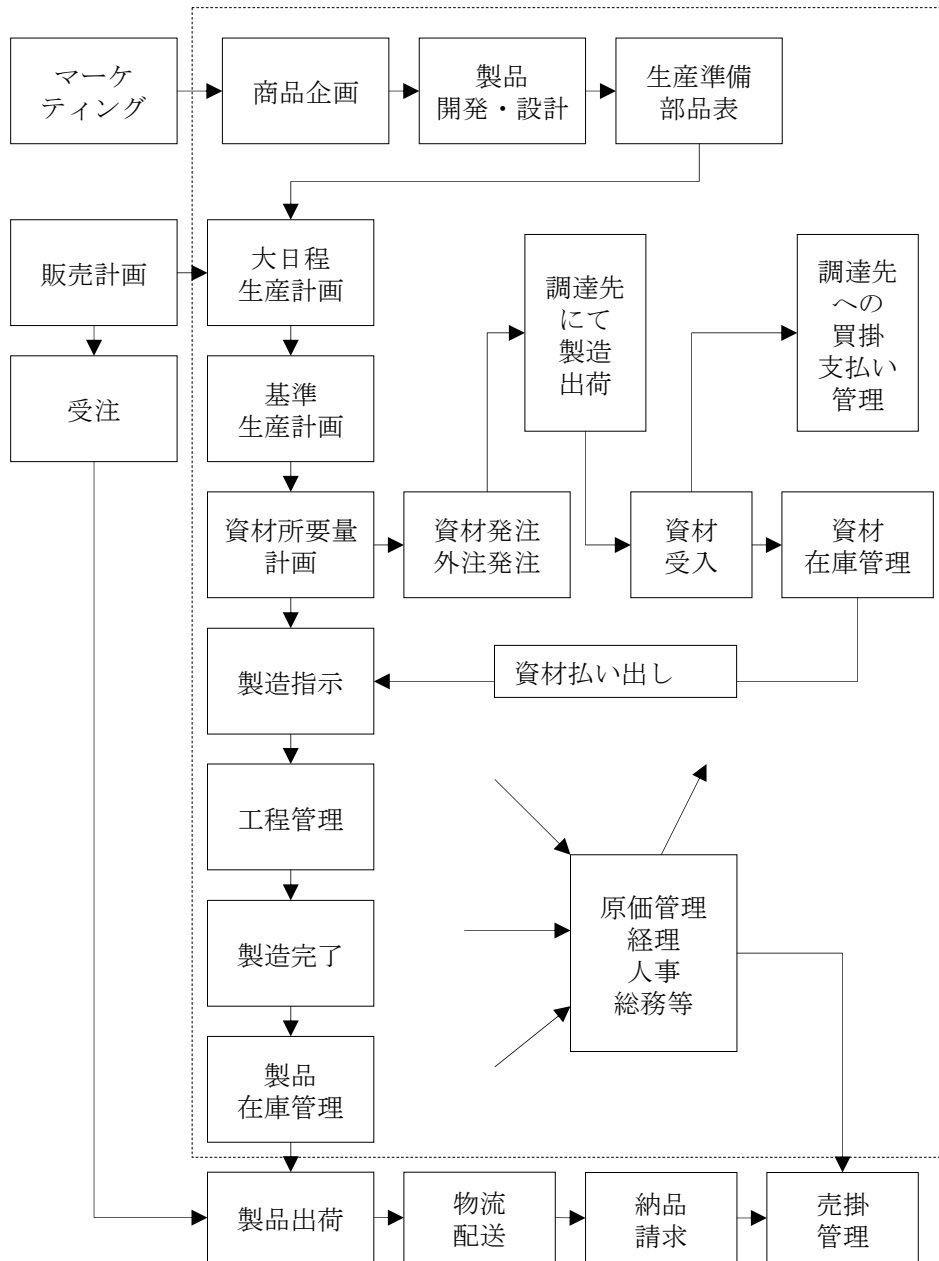 マーケ
ティング
商品企画
製品
開発・設計
生産準備
部品表
販売計画
大日程
生産計画
調達先
にて
製造
出荷
調達先
への
買掛
支払い
管理
受注
基準
生産計画
資材所要量
計画
資材発注
外注発注
資材
受入
資材
在庫管理
製造指示
資材払い出し
工程管理
原価管理
経理
人事
総務等
製造完了
製品
在庫管理
製品出荷
物流
配送
納品
請求
売掛
管理